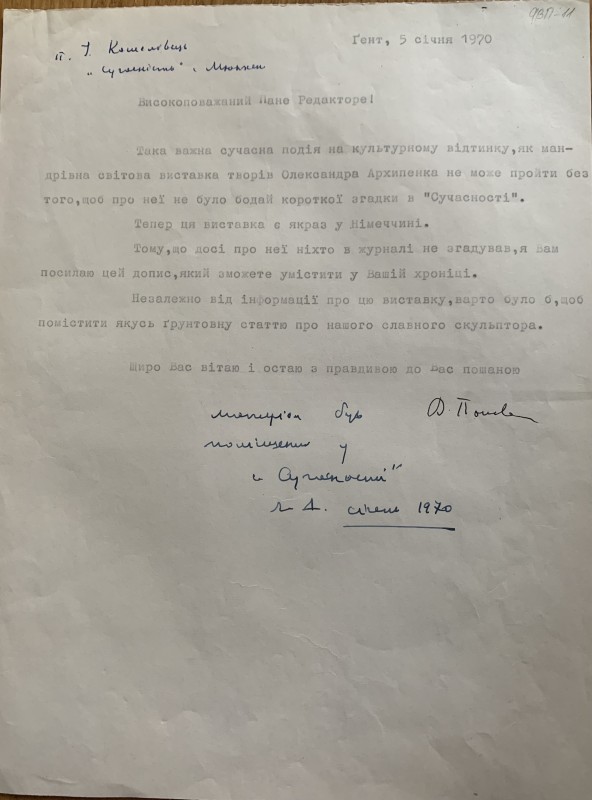 ЯВП-11
п. І. Кошелівець
"Сучасність", Мюнхен
Ґент, 5 січня 1970
Високоповажаний Пане Редакторе!
Така важна сучасна подія на культурному відтинку,як ман-
дрівна світова виставка творів Олександра Архипенка не може пройти без
того,щоб про неї не було бодай короткої згадки в "Сучасності".
Тепер ця виставка є якраз у Німеччині.
Тому,що досі про неї ніхто в журналі не згадував,я Вам
посилаю цей допис,який зможете умістити у Вашій хроніці.
Незалежно від інформації про цю виставку,варто було б,щоб
помістити якусь ґрунтовну статтю про нашого славного скульптора.
Щиро Вас вітаю і остаю з правдивою до Вас пошаною
матеріял був
поміщений у
"Сучасності"
січень 1970